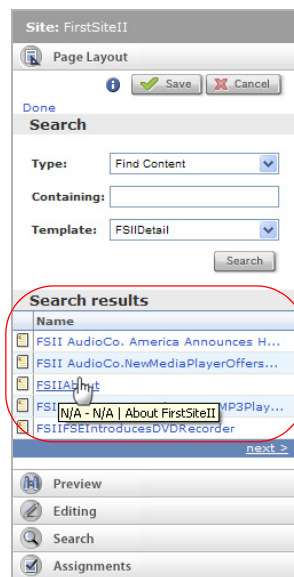 Site: FirstSiteII
Page Layout
Save Cancel
Done
Search
Type: Find Content
Containing:
Template: FSIIDetail
Search
Search results
Name
FSII AudioCo. America Announces H...
FSII AudioCo.NewMediaPlayerOffers...
FSIIAbout
FSI MP3Play...
N/A - N/A | About FirstSiteII
FSIIFSEIntroducesDVDRecorder
next >
Preview
Editing
Search
Assignments